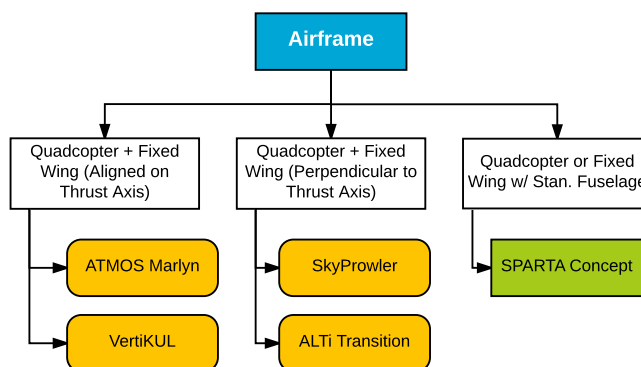 Airframe
Quadcopter + Fixed
Wing (Aligned on
Thrust Axis)
Quadcopter + Fixed
Wing (Perpendicular to
Thrust Axis)
Quadcopter or Fixed
Wing w/ Stan. Fuselage
ATMOS Marlyn
SkyProwler
SPARTA Concept
VertiKUL
ALTi Transition